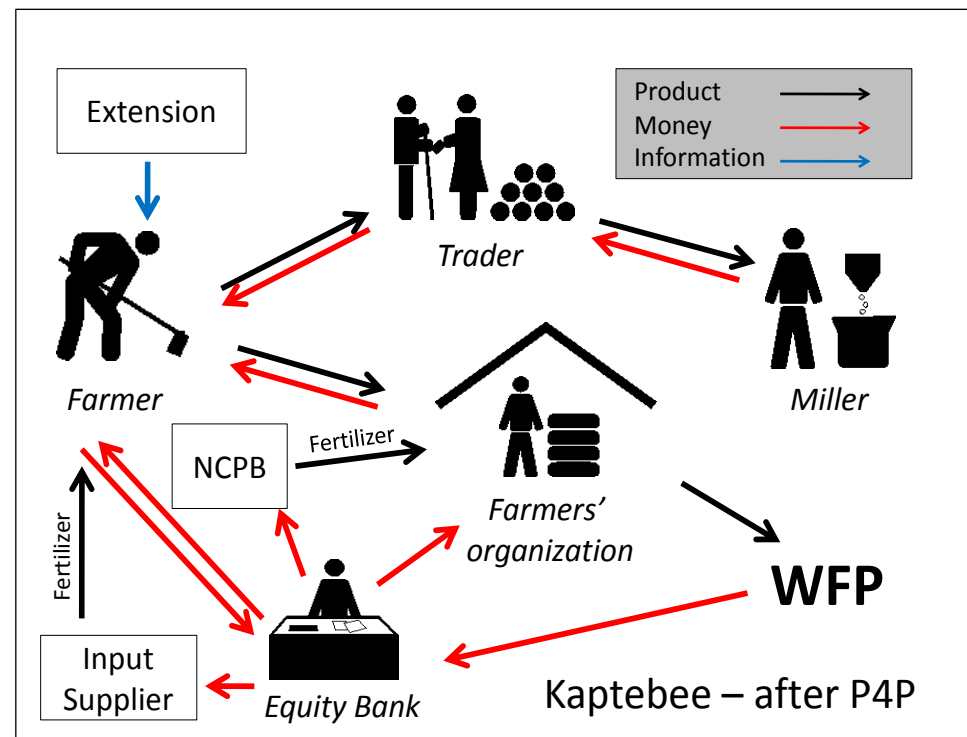 Extension
Product
Money
Information
Trader
Farmer
Miller
NCPB
Fertilizer
Farmers’
organization
Fertilizer
WFP
Input
Supplier
Equity Bank
Kaptebee – after P4P